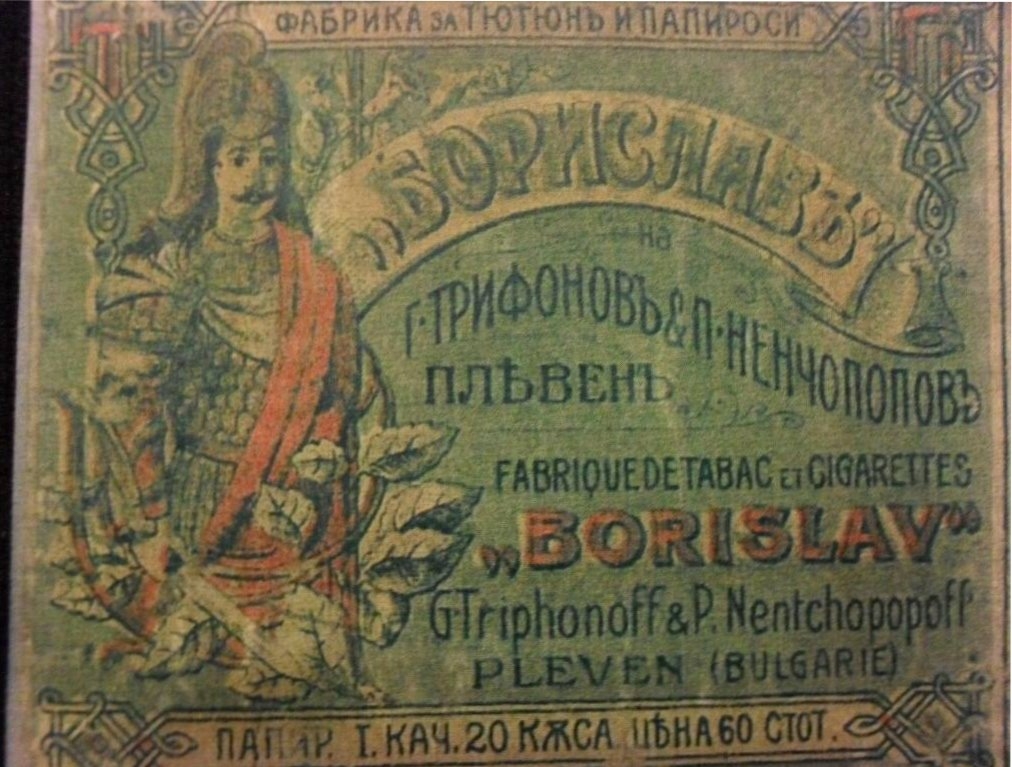 ФАБРИКА ЗА ТЮТЮНЬ И ПАПИРОСИ
„БОРИСЛАВЪ“
на
Г. ТРИФОНОВЪ & П. НЕНЧОПОПОВЪ
ПЛѢВЕНЪ
FABRIQUE DE TABAC ET CIGARETTES
„BORISLAV“
G. Triphonoff & P. Nentchopopoff
PLEVEN (BULGARIE)
ПАПИР. I. КАЧ. 20 КѪСА ЦѢНА 60 СТОТ.